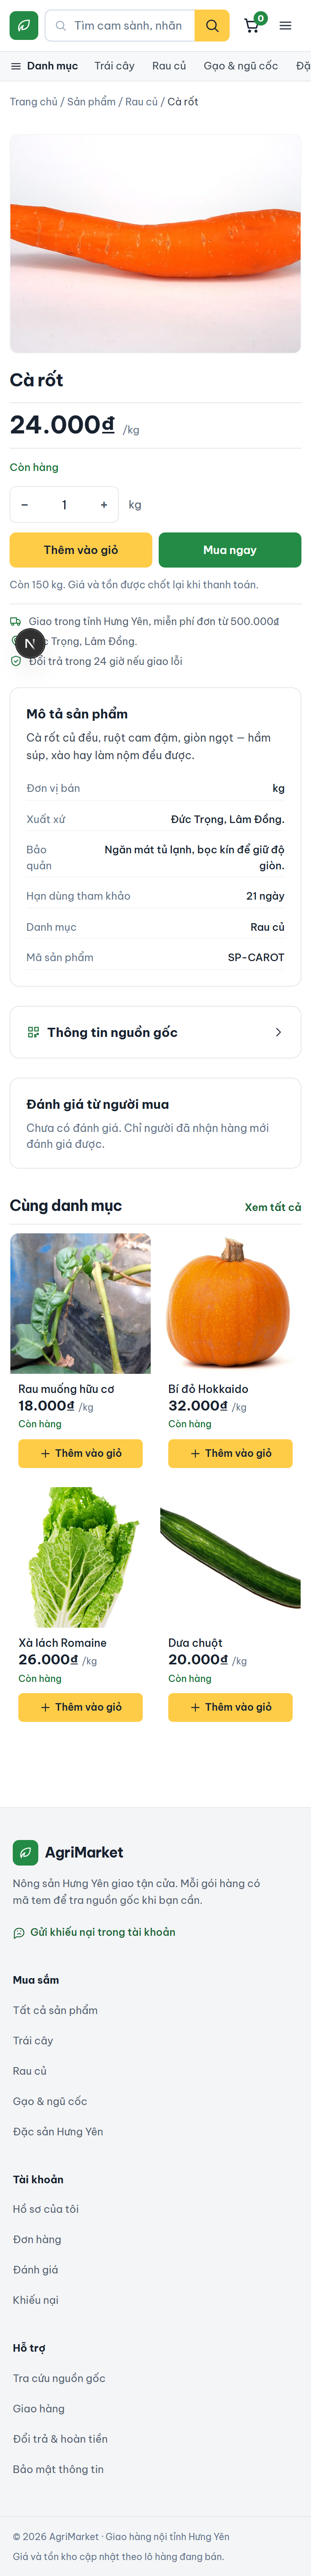 Tìm cam sành, nhãn
0
Danh mục Trái cây Rau củ Gạo & ngũ cốc Đặ
Trang chủ / Sản phẩm / Rau củ / Cà rốt
Cà rốt
24.000₫ /kg
Còn hàng
− 1 + kg
Thêm vào giỏ Mua ngay
Còn 150 kg. Giá và tồn được chốt lại khi thanh toán.
Giao trong tỉnh Hưng Yên, miễn phí đơn từ 500.000₫
N
Trọng, Lâm Đồng.
Đổi trả trong 24 giờ nếu giao lỗi
Mô tả sản phẩm
Cà rốt củ đều, ruột cam đậm, giòn ngọt — hầm
súp, xào hay làm nộm đều được.
Đơn vị bán kg
Xuất xứ Đức Trọng, Lâm Đồng.
Bảo quản Ngăn mát tủ lạnh, bọc kín để giữ độ
giòn.
Hạn dùng tham khảo 21 ngày
Danh mục Rau củ
Mã sản phẩm SP-CAROT
Thông tin nguồn gốc
Đánh giá từ người mua
Chưa có đánh giá. Chỉ người đã nhận hàng mới
đánh giá được.
Cùng danh mục Xem tất cả
Rau muống hữu cơ
18.000₫ /kg
Còn hàng
+ Thêm vào giỏ
Bí đỏ Hokkaido
32.000₫ /kg
Còn hàng
+ Thêm vào giỏ
Xà lách Romaine
26.000₫ /kg
Còn hàng
+ Thêm vào giỏ
Dưa chuột
20.000₫ /kg
Còn hàng
+ Thêm vào giỏ
AgriMarket
Nông sản Hưng Yên giao tận cửa. Mỗi gói hàng có
mã tem để tra nguồn gốc khi bạn cần.
Gửi khiếu nại trong tài khoản
Mua sắm
Tất cả sản phẩm
Trái cây
Rau củ
Gạo & ngũ cốc
Đặc sản Hưng Yên
Tài khoản
Hồ sơ của tôi
Đơn hàng
Đánh giá
Khiếu nại
Hỗ trợ
Tra cứu nguồn gốc
Giao hàng
Đổi trả & hoàn tiền
Bảo mật thông tin
© 2026 AgriMarket · Giao hàng nội tỉnh Hưng Yên
Giá và tồn kho cập nhật theo lô hàng đang bán.